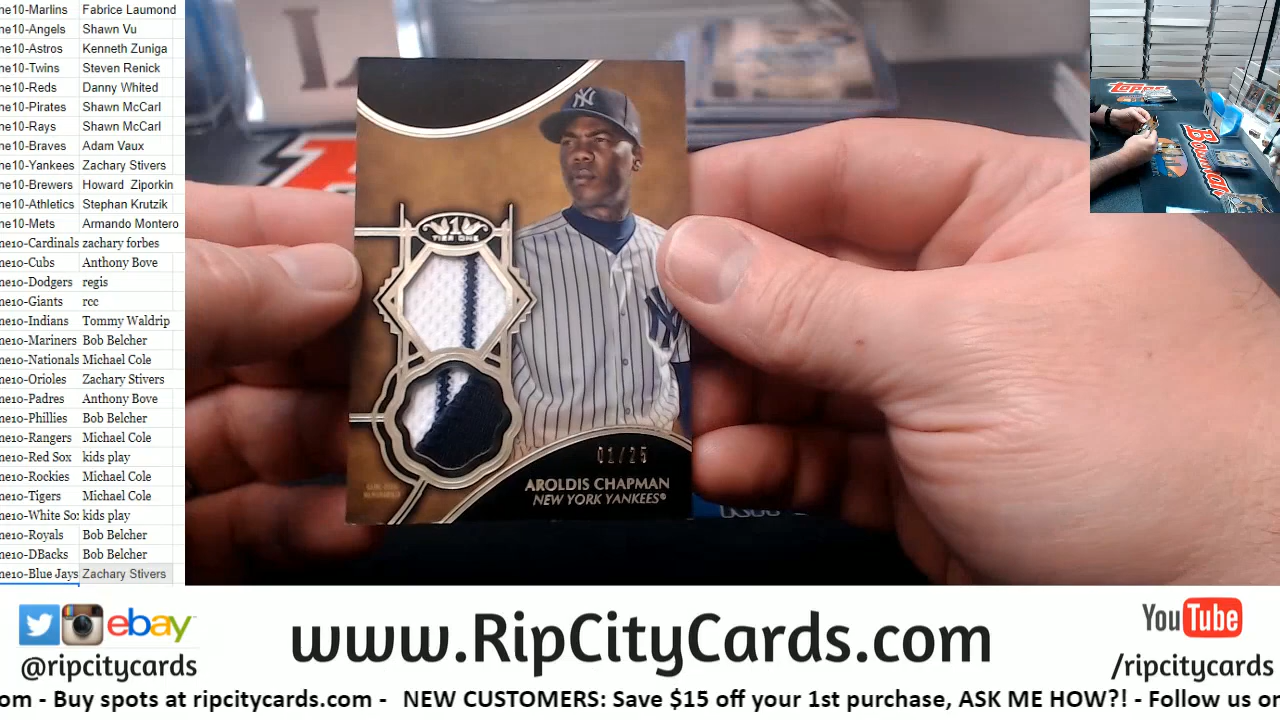 ne10-Marlins Fabrice Laumond
ne10-Angels Shawn Vu
ne10-Astros Kenneth Zuniga
ne10-Twins Steven Renick
ne10-Reds Danny Whited
ne10-Pirates Shawn McCarl
ne10-Rays Shawn McCarl
ne10-Braves Adam Vaux
ne10-Yankees Zachary Stivers
ne10-Brewers Howard Ziporkin
ne10-Athletics Stephan Krutzik
ne10-Mets Armando Montero
ne10-Cardinals zachary forbes
ne10-Cubs Anthony Bove
ne10-Dodgers regis
ne10-Giants rcc
ne10-Indians Tommy Waldrip
ne10-Mariners Bob Belcher
ne10-Nationals Michael Cole
ne10-Orioles Zachary Stivers
ne10-Padres Anthony Bove
ne10-Phillies Bob Belcher
ne10-Rangers Michael Cole
ne10-Red Sox kids play
ne10-Rockies Michael Cole
ne10-Tigers Michael Cole
ne10-White So kids play
ne10-Royals Bob Belcher
ne10-DBacks Bob Belcher
ne10-Blue Jays Zachary Stivers
NY
1
TIER ONE
NY
01/25
AROLDIS CHAPMAN
NEW YORK YANKEES®
Topps
BOWMAN
ebay
@ripcitycards
www.RipCityCards.com
YouTube
/ripcitycards
om - Buy spots at ripcitycards.com - NEW CUSTOMERS: Save $15 off your 1st purchase, ASK ME HOW?! - Follow us or